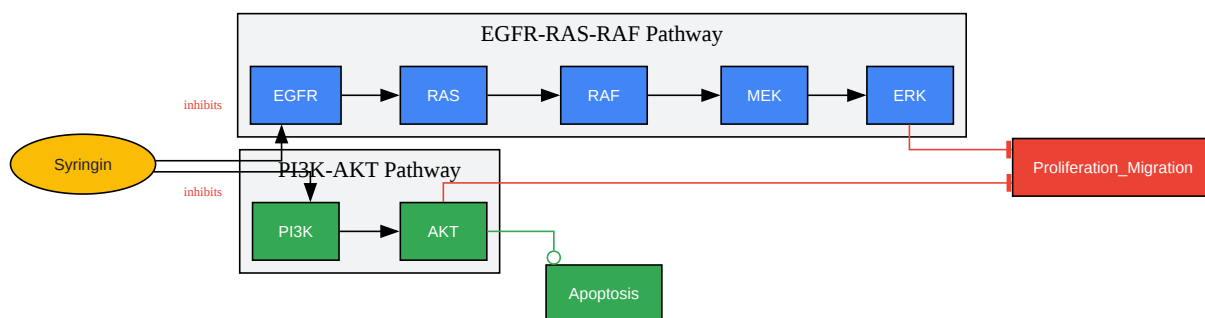 EGFR-RAS-RAF Pathway
EGFR
RAS
RAF
MEK
ERK
inhibits
Syringin
Proliferation_Migration
PI3K-AKT Pathway
inhibits
PI3K
AKT
Apoptosis